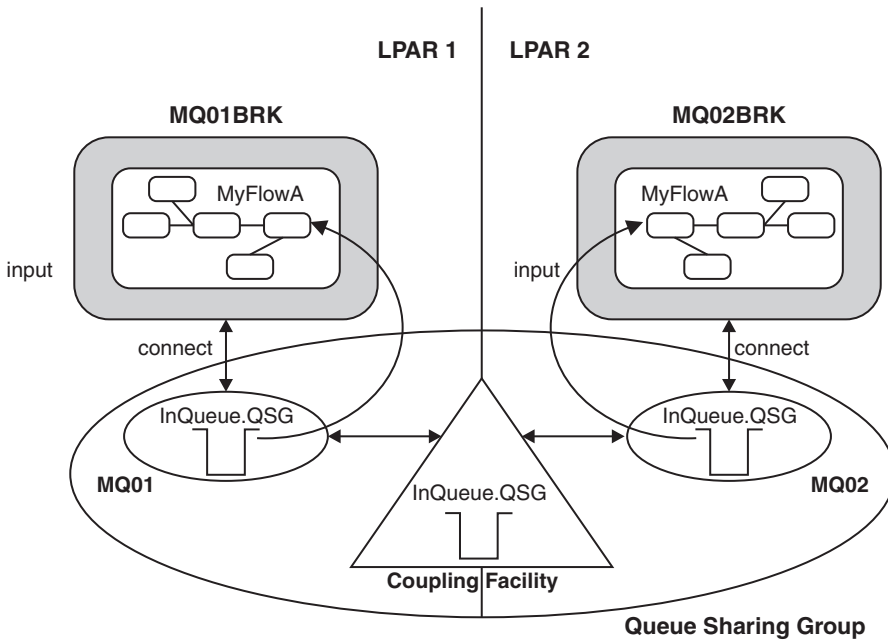 LPAR 1
LPAR 2
MQ01BRK
MQ02BRK
MyFlowA
MyFlowA
input
input
connect
connect
InQueue.QSG
InQueue.QSG
MQ01
MQ02
InQueue.QSG
Coupling Facility
Queue Sharing Group